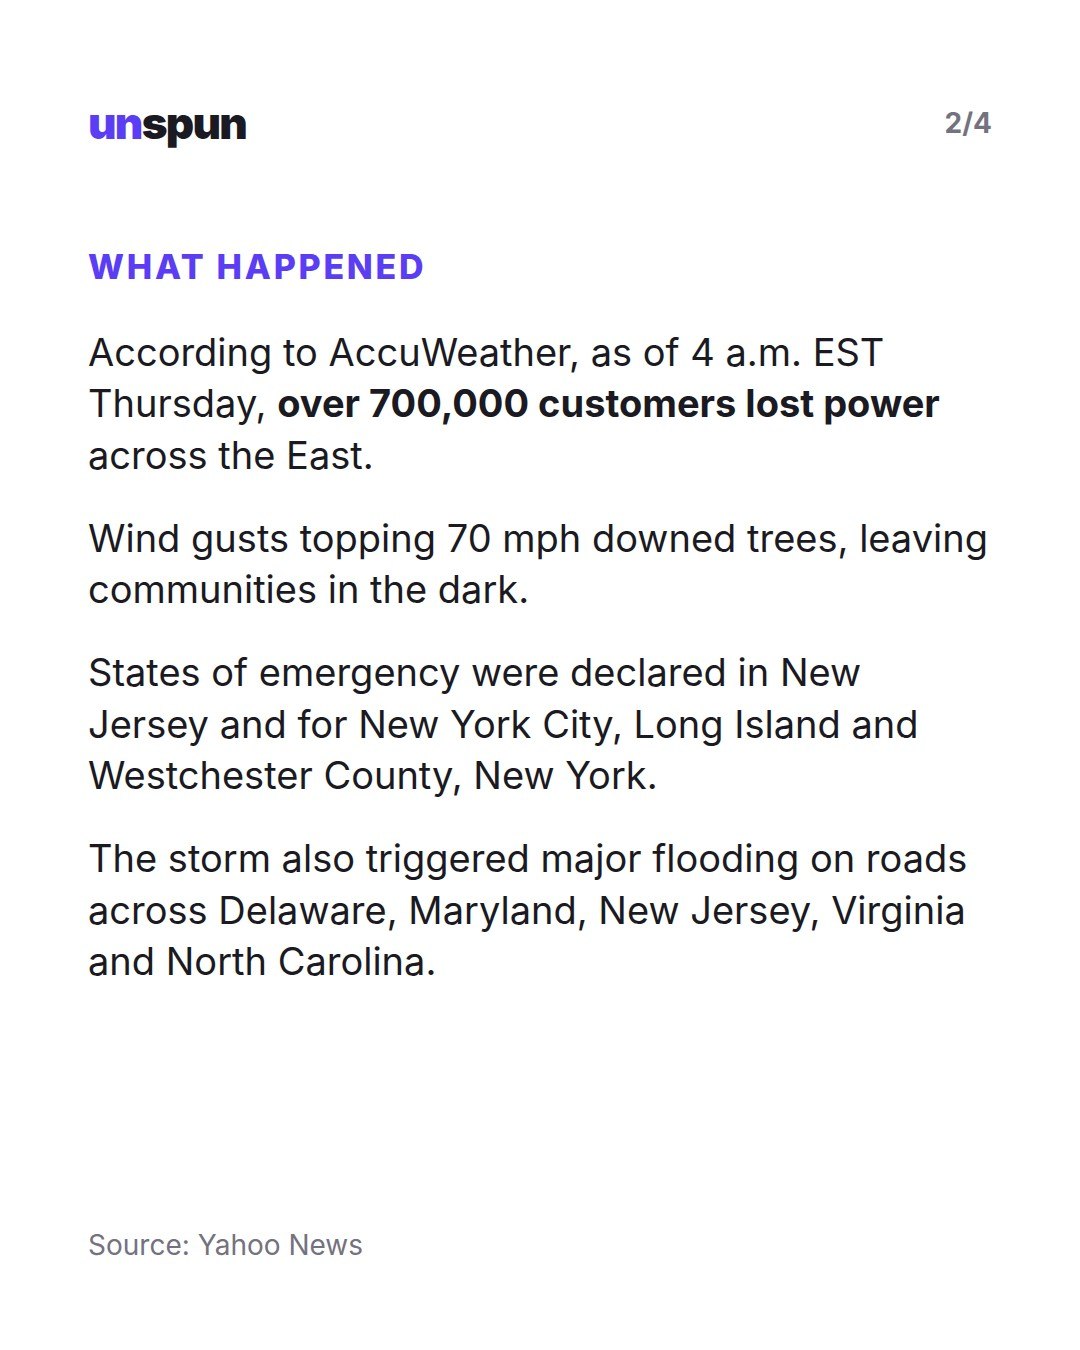 unspun
2/4
WHAT HAPPENED
According to AccuWeather, as of 4 a.m. EST
Thursday, over 700,000 customers lost power
across the East.
Wind gusts topping 70 mph downed trees, leaving
communities in the dark.
States of emergency were declared in New
Jersey and for New York City, Long Island and
Westchester County, New York.
The storm also triggered major flooding on roads
across Delaware, Maryland, New Jersey, Virginia
and North Carolina.
Source: Yahoo News